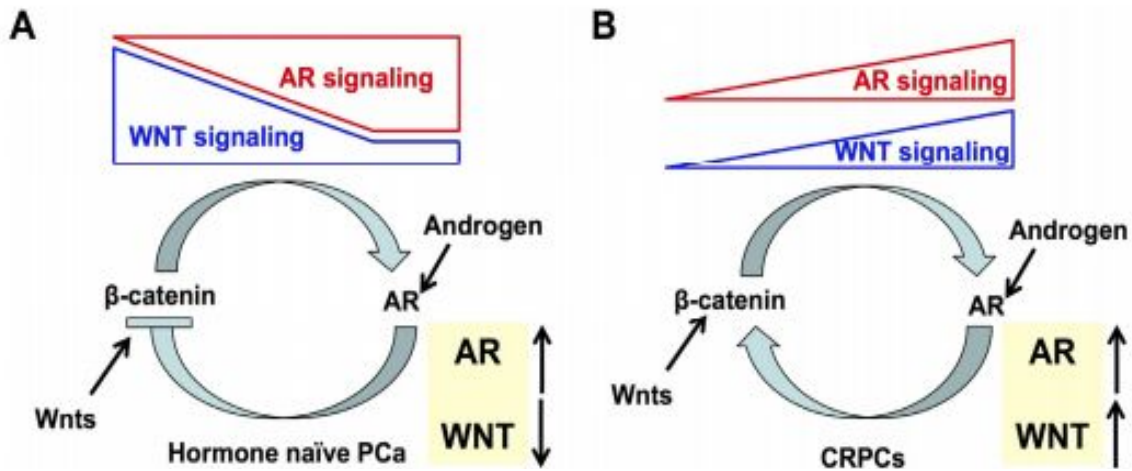 A
AR signaling
WNT signaling
Androgen
β-catenin
AR
Wnts
AR
WNT
Hormone naïve PCa
B
AR signaling
WNT signaling
Androgen
β-catenin
AR
Wnts
AR
WNT
CRPCs